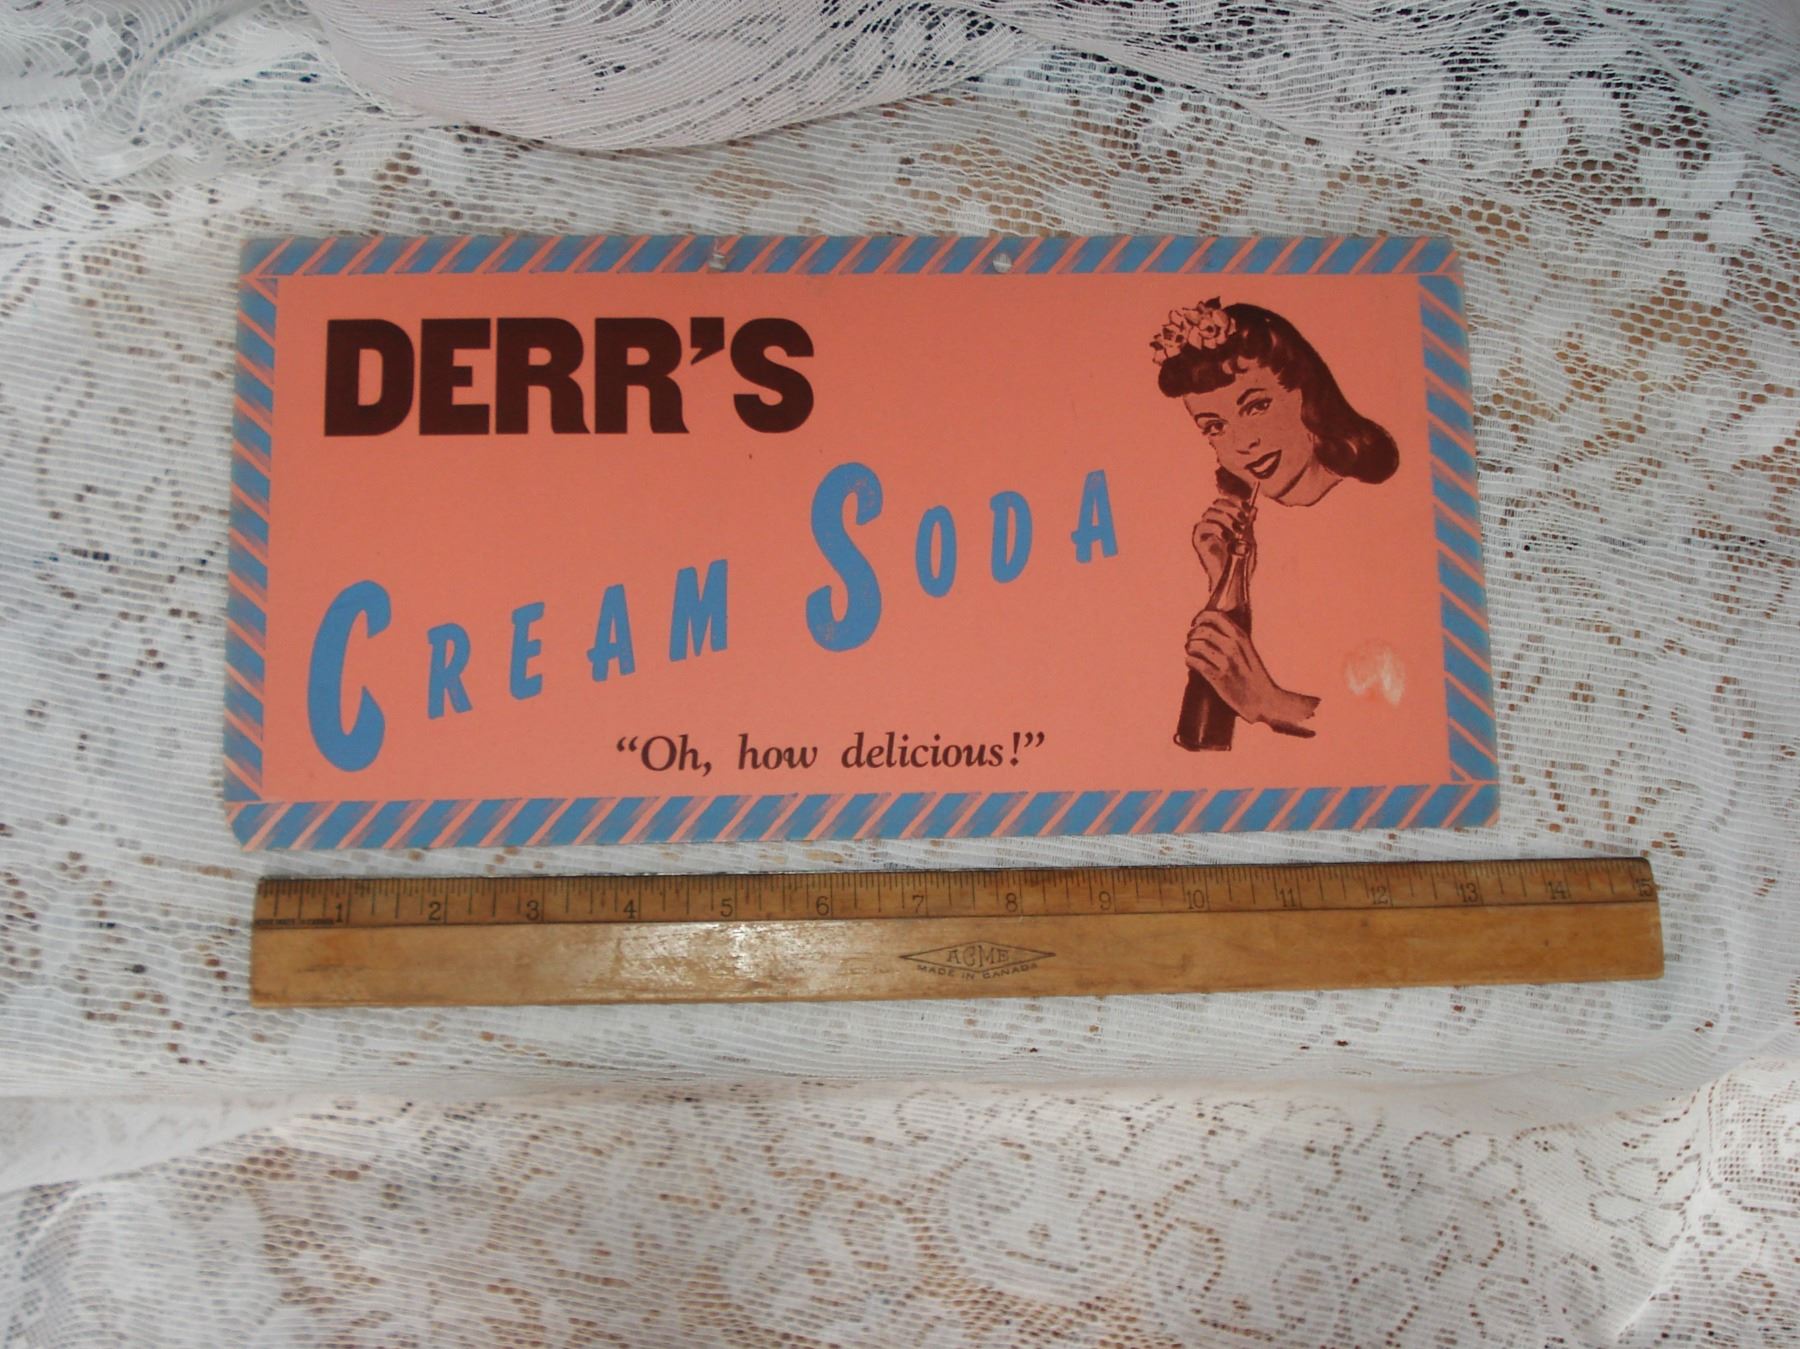 DERR'S
CREAM SODA
“Oh, how delicious!”
1 2 3 4 5 6 7 8 9 10 11 12 13 14 15
ACME
MADE IN CANADA